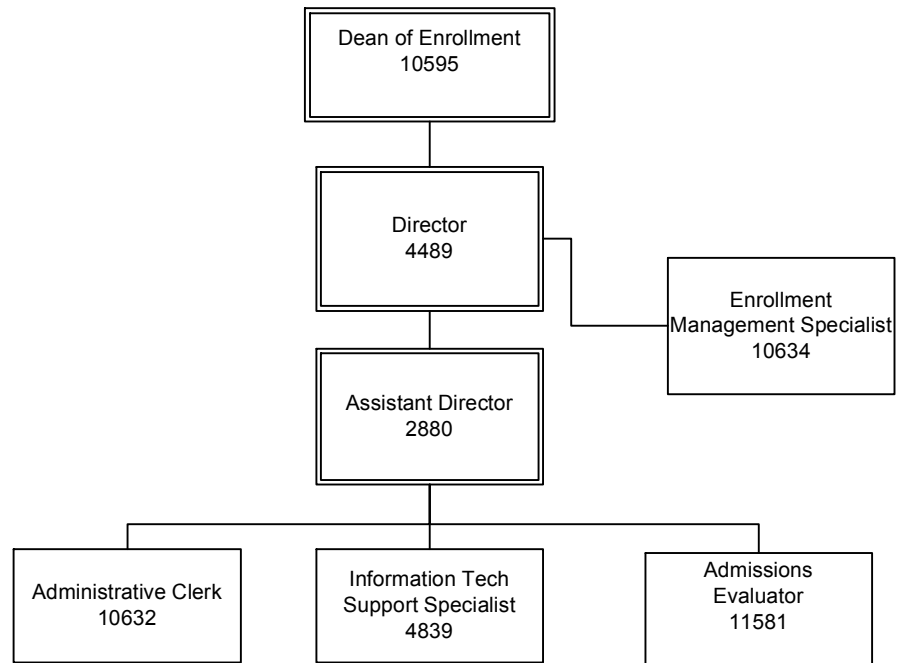 Dean of Enrollment
10595
Director
4489
Enrollment
Management Specialist
10634
Assistant Director
2880
Administrative Clerk
10632
Information Tech
Support Specialist
4839
Admissions
Evaluator
11581